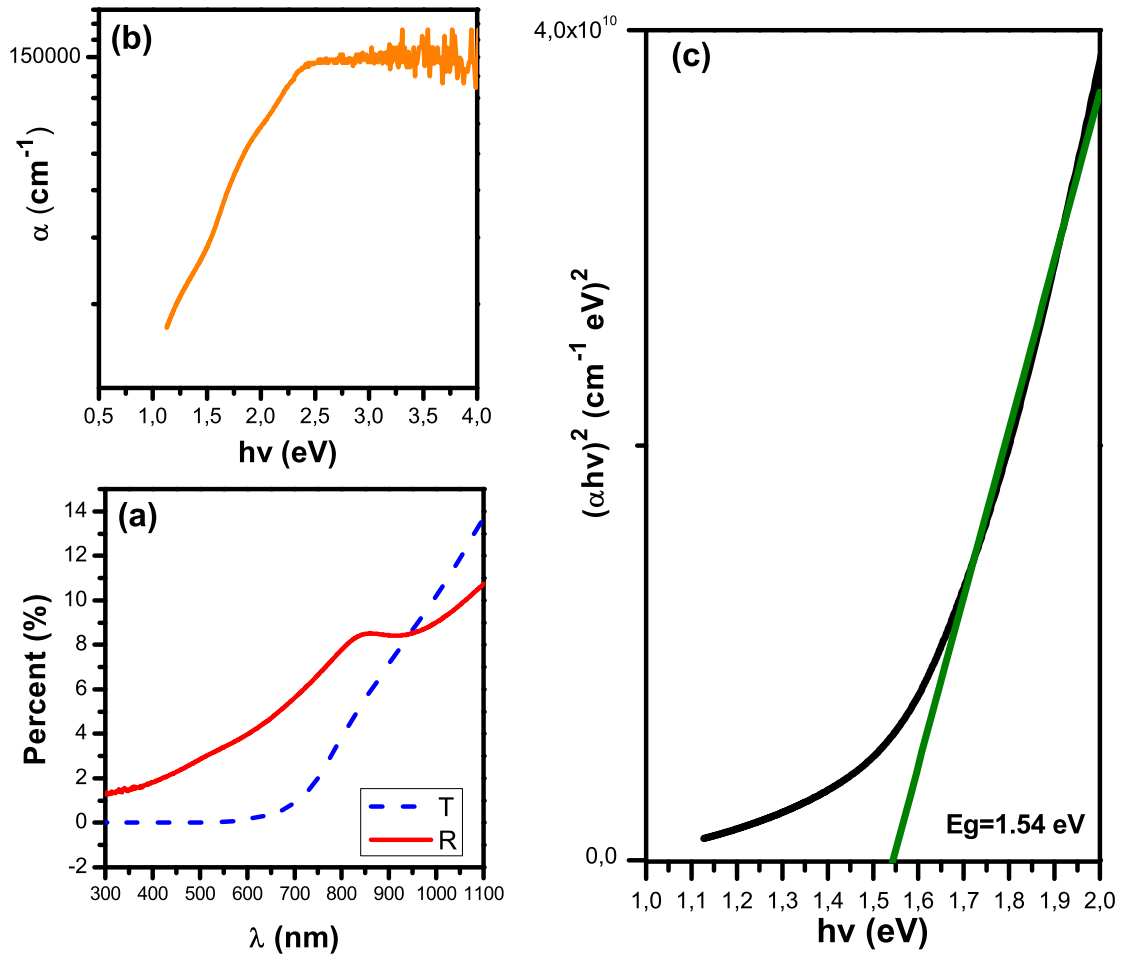 (b)
150000
α (cm⁻¹)
0,5 1,0 1,5 2,0 2,5 3,0 3,5 4,0
hν (eV)
(a)
14
12
10
8
6
4
2
0
-2
Percent (%)
T
R
300 400 500 600 700 800 900 1000 1100
λ (nm)
(c)
4,0x10¹⁰
(αhν)² (cm⁻¹ eV)²
Eg=1.54 eV
0,0
1,0 1,1 1,2 1,3 1,4 1,5 1,6 1,7 1,8 1,9 2,0
hν (eV)